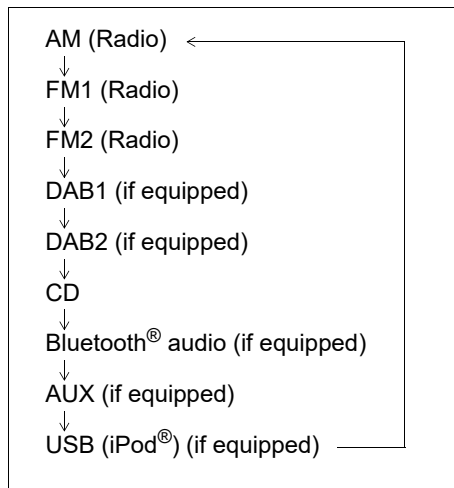 AM (Radio)
FM1 (Radio)
FM2 (Radio)
DAB1 (if equipped)
DAB2 (if equipped)
CD
Bluetooth® audio (if equipped)
AUX (if equipped)
USB (iPod®) (if equipped)